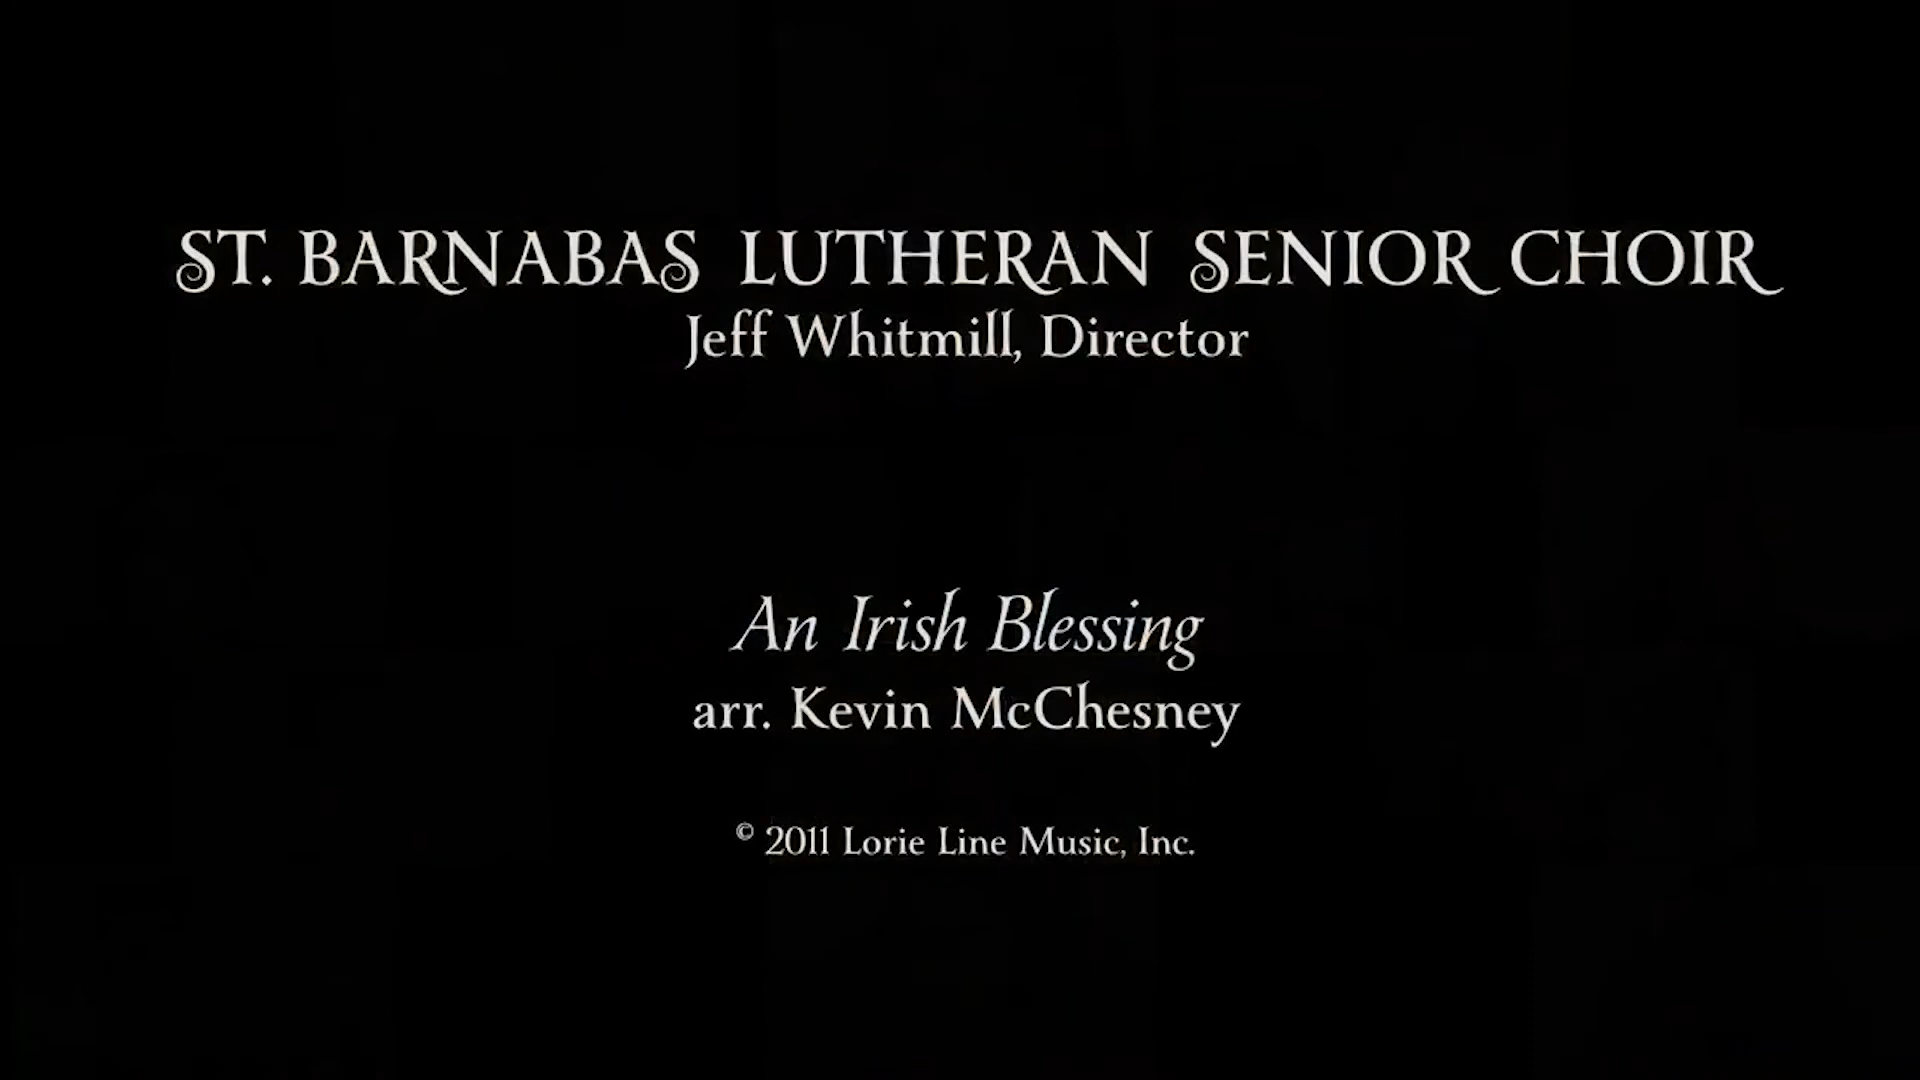 ST. BARNABAS LUTHERAN SENIOR CHOIR
Jeff Whitmill, Director
An Irish Blessing
arr. Kevin McChesney
© 2011 Lorie Line Music, Inc.